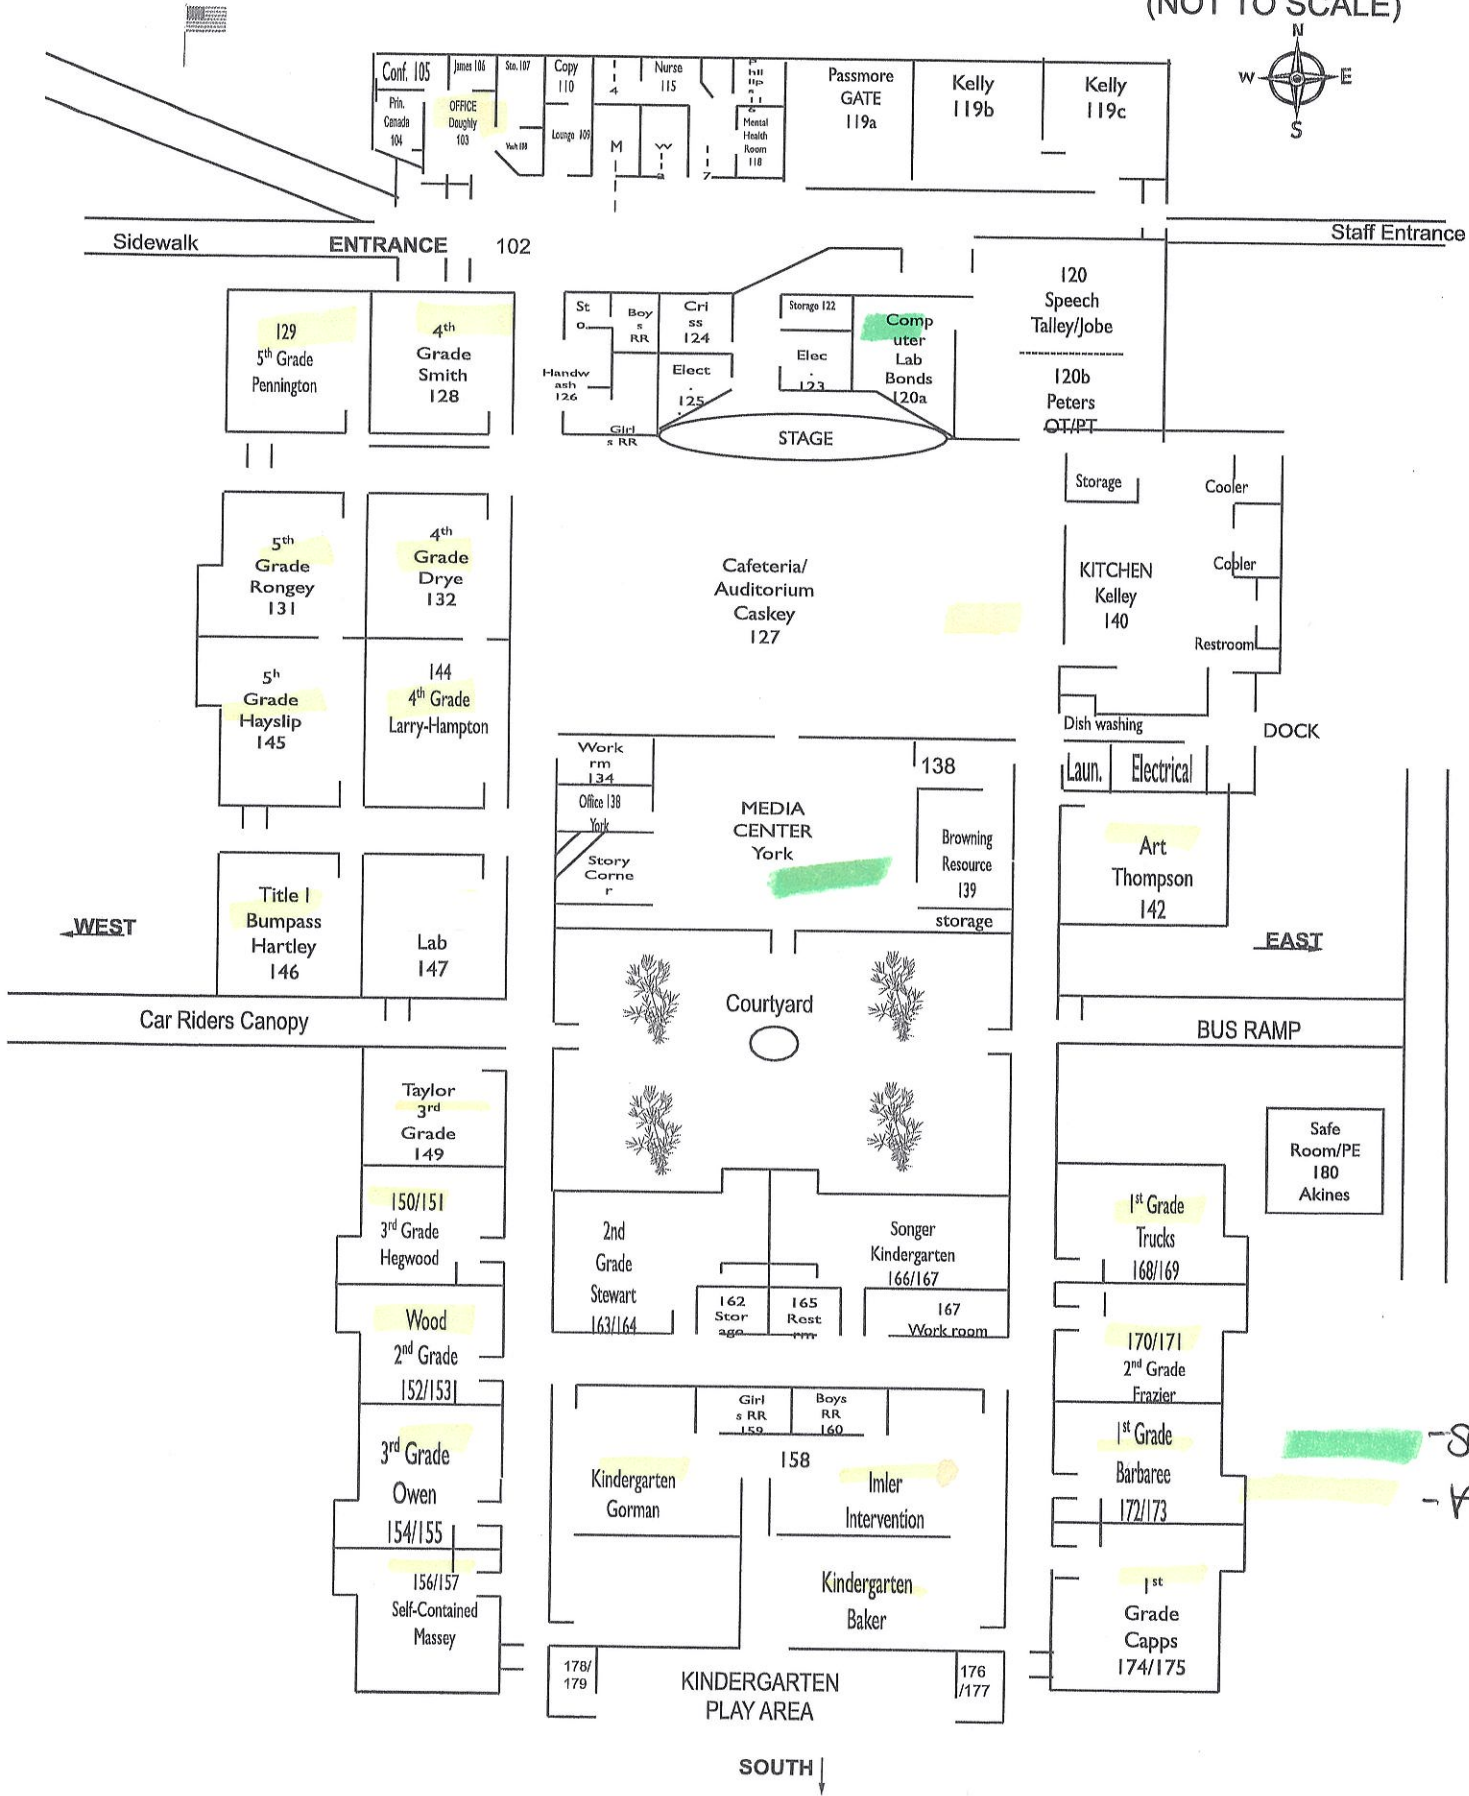 (NOT TO SCALE)
N
W
E
S
Conf. 105
James 106
Sto. 107
Copy
110
4
Nurse
115
Passmore
GATE
119a
Kelly
119b
Kelly
119c
Prin.
Canada
104
OFFICE
Doughty
103
Vault 108
Lounge 109
M
W
7
Mental
Health
Room
118
Sidewalk
ENTRANCE
102
Staff Entrance
129
5th Grade
Pennington
4th
Grade
Smith
128
St
o.
Boy
s
RR
Cri
ss
124
Handw
ash
126
Elect
.
125
Girl
s RR
Storage 122
Elec
.
123
Comp
uter
Lab
Bonds
120a
120
Speech
Talley/Jobe
120b
Peters
OT/PT
STAGE
Storage
Cooler
5th
Grade
Rongey
131
4th
Grade
Drye
132
Cafeteria/
Auditorium
Caskey
127
KITCHEN
Kelley
140
Cobler
Restroom
5h
Grade
Hayslip
145
144
4th Grade
Larry-Hampton
Dish washing
DOCK
Laun.
Electrical
Work
rm
134
Office 138
York
Story
Corne
r
MEDIA
CENTER
York
138
Browning
Resource
139
storage
Art
Thompson
142
WEST
Title I
Bumpass
Hartley
146
Lab
147
EAST
Car Riders Canopy
Courtyard
BUS RAMP
Taylor
3rd
Grade
149
Safe
Room/PE
180
Akines
150/151
3rd Grade
Hegwood
2nd
Grade
Stewart
163/164
Songer
Kindergarten
166/167
1st Grade
Trucks
168/169
162
Stor
age
165
Rest
rm
167
Work room
Wood
2nd Grade
152/153
170/171
2nd Grade
Frazier
Girl
s RR
159
Boys
RR
160
158
3rd Grade
Owen
154/155
Kindergarten
Gorman
Imler
Intervention
1st Grade
Barbaree
172/173
156/157
Self-Contained
Massey
Kindergarten
Baker
1st
Grade
Capps
174/175
178/
179
KINDERGARTEN
PLAY AREA
176
/177
SOUTH